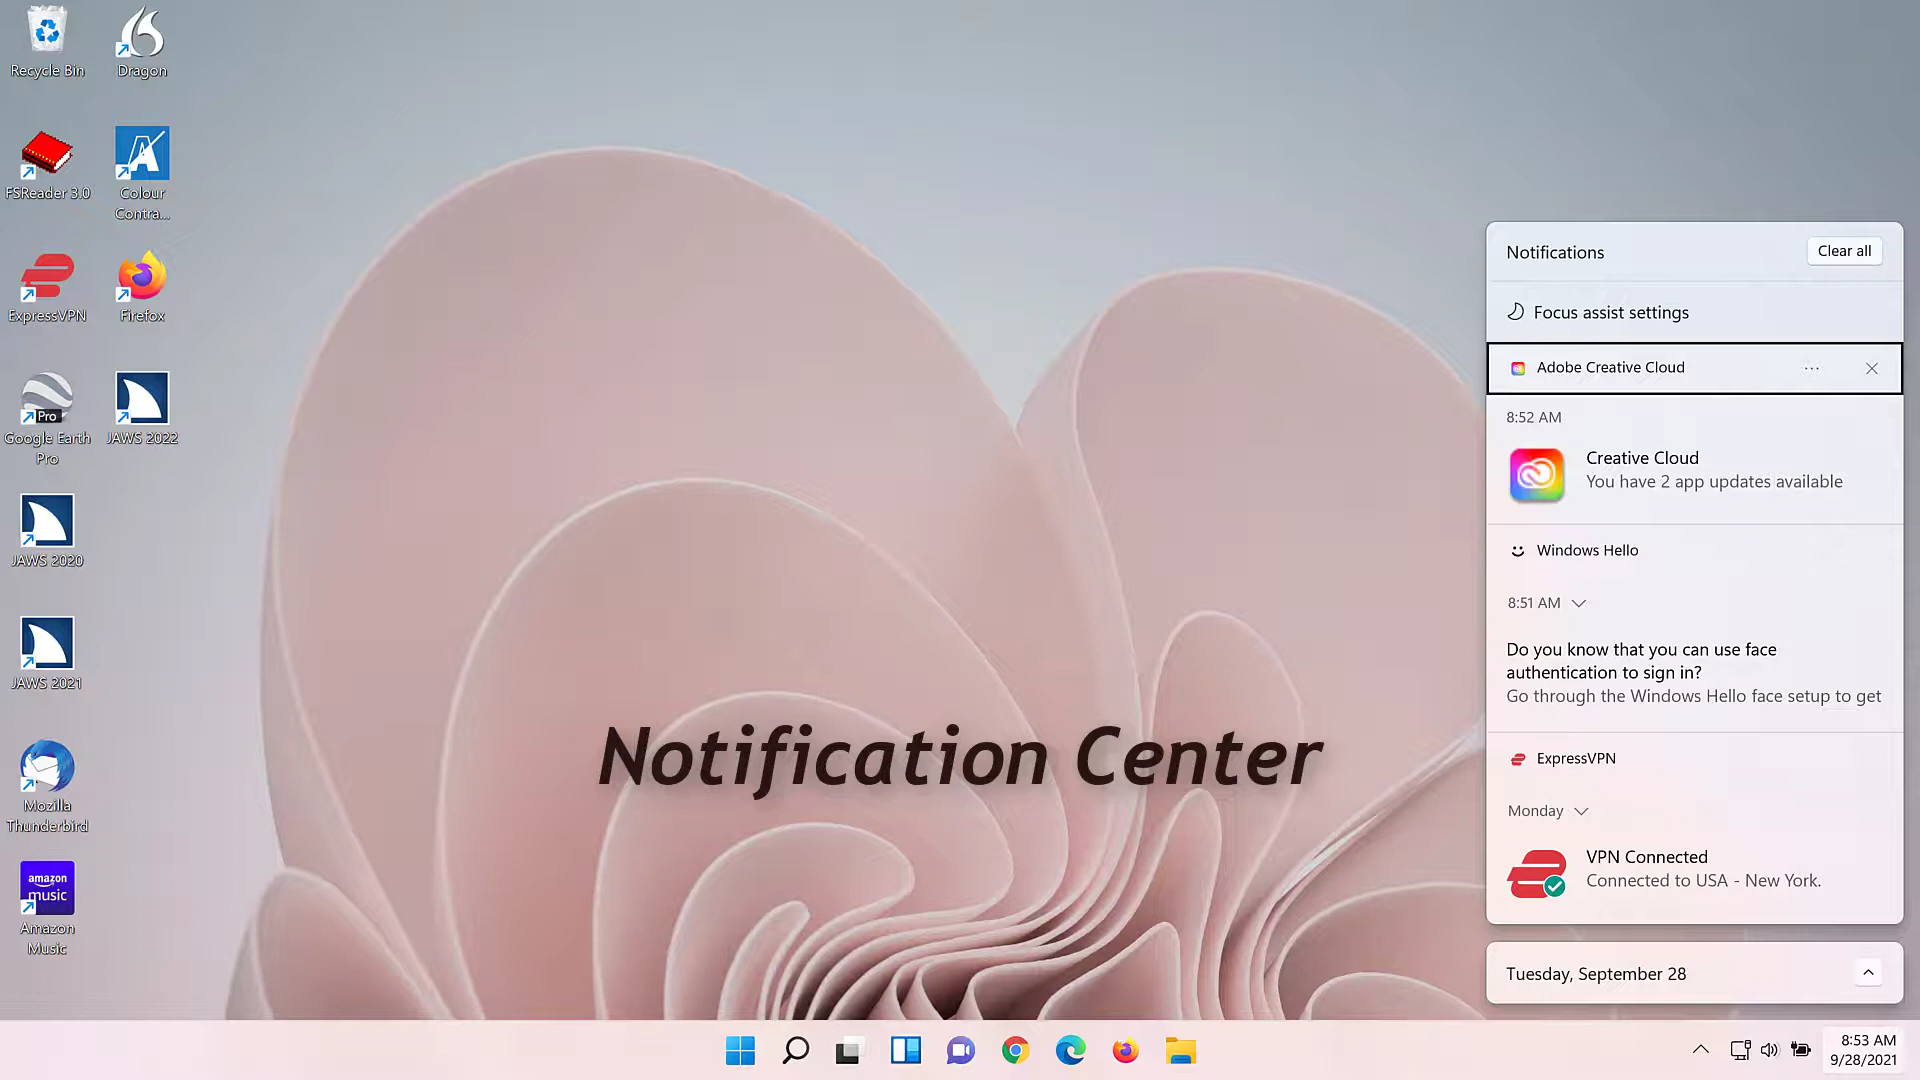 Recycle Bin
Dragon
FSReader 3.0
Colour
Contra...
ExpressVPN
Firefox
Pro
Google Earth
Pro
JAWS 2022
JAWS 2020
JAWS 2021
Mozilla
Thunderbird
amazon
music
Amazon
Music
Notification Center
Notifications
Clear all
Focus assist settings
Adobe Creative Cloud
8:52 AM
Creative Cloud
You have 2 app updates available
Windows Hello
8:51 AM
Do you know that you can use face
authentication to sign in?
Go through the Windows Hello face setup to get
ExpressVPN
Monday
VPN Connected
Connected to USA - New York.
Tuesday, September 28
8:53 AM
9/28/2021